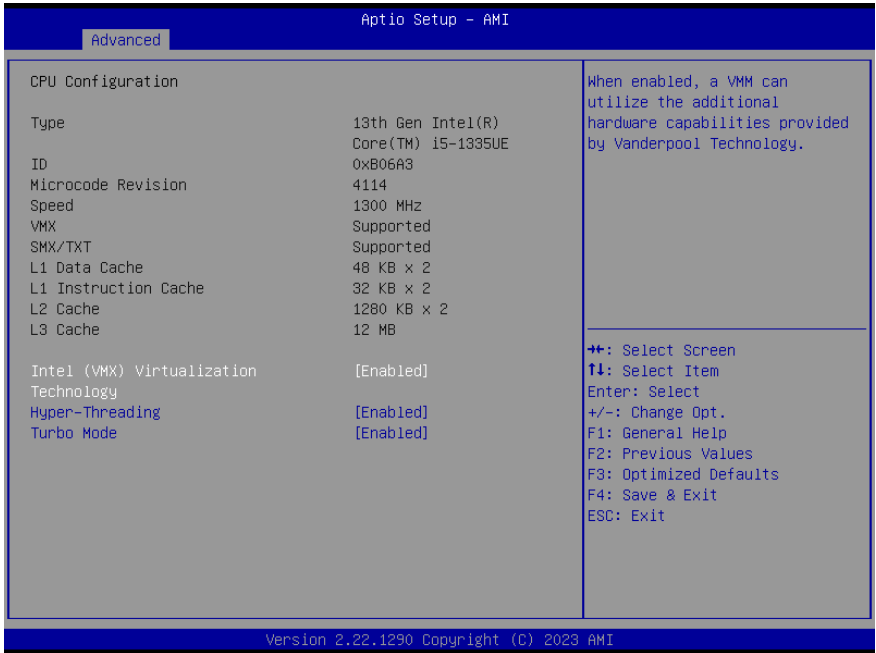 Aptio Setup – AMI
Advanced
CPU Configuration
Type 13th Gen Intel(R)
Core(TM) i5-1335UE
ID 0xB06A3
Microcode Revision 4114
Speed 1300 MHz
VMX Supported
SMX/TXT Supported
L1 Data Cache 48 KB x 2
L1 Instruction Cache 32 KB x 2
L2 Cache 1280 KB x 2
L3 Cache 12 MB
Intel (VMX) Virtualization [Enabled]
Technology
Hyper-Threading [Enabled]
Turbo Mode [Enabled]
When enabled, a VMM can
utilize the additional
hardware capabilities provided
by Vanderpool Technology.
→←: Select Screen
↑↓: Select Item
Enter: Select
+/-: Change Opt.
F1: General Help
F2: Previous Values
F3: Optimized Defaults
F4: Save & Exit
ESC: Exit
Version 2.22.1290 Copyright (C) 2023 AMI